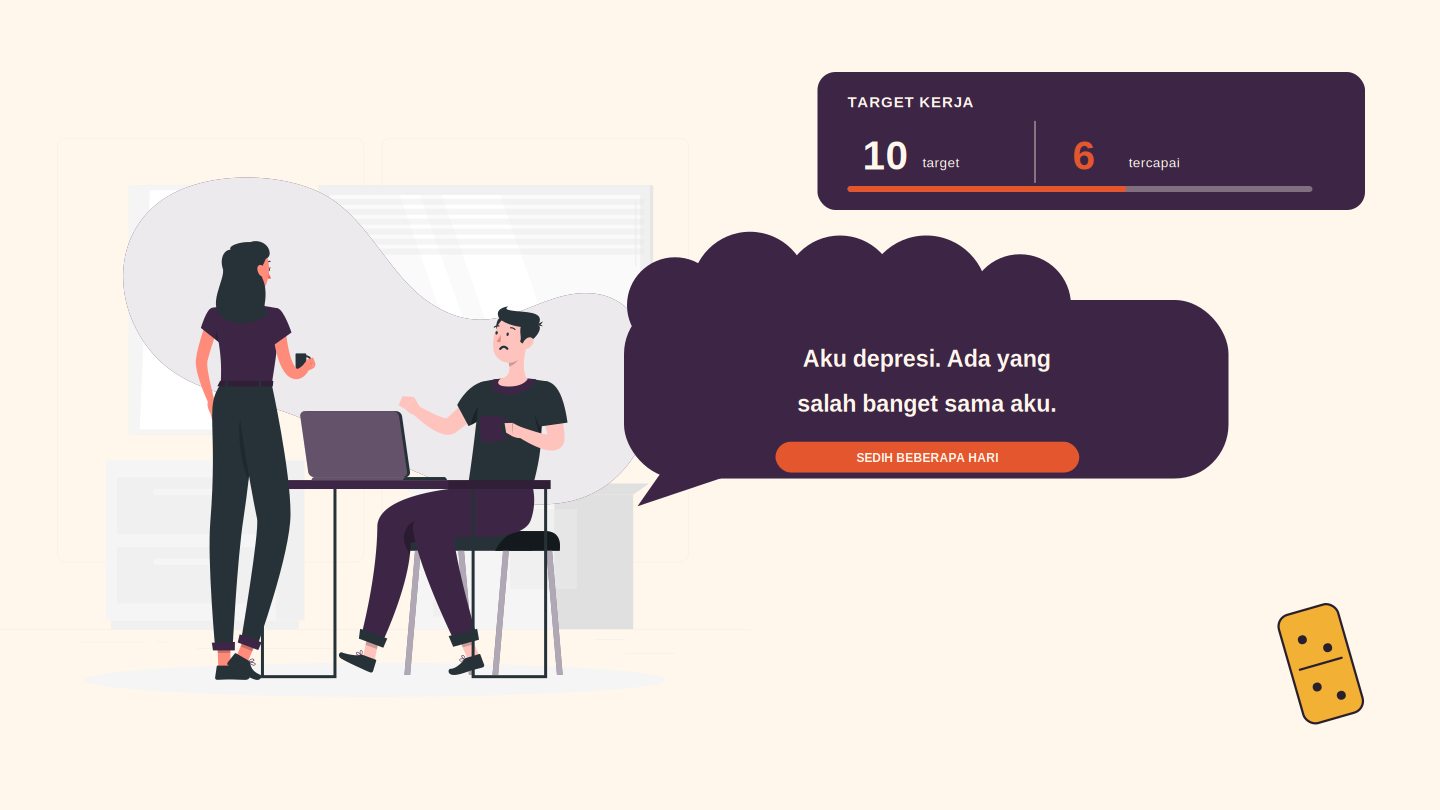 TARGET KERJA
10 target 6 tercapai
Aku depresi. Ada yang
salah banget sama aku.
SEDIH BEBERAPA HARI